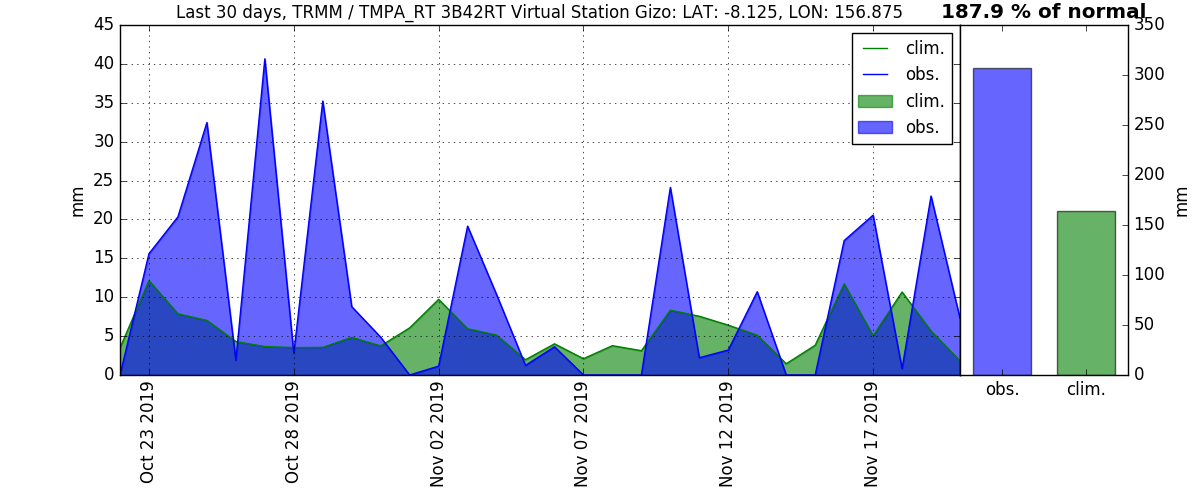 Last 30 days, TRMM / TMPA_RT 3B42RT Virtual Station Gizo: LAT: -8.125, LON: 156.875
187.9 % of normal
45
40
35
30
25
20
15
10
5
0
mm
clim.
obs.
clim.
obs.
350
300
250
200
150
100
50
0
mm
Oct 23 2019
Oct 28 2019
Nov 02 2019
Nov 07 2019
Nov 12 2019
Nov 17 2019
obs.
clim.